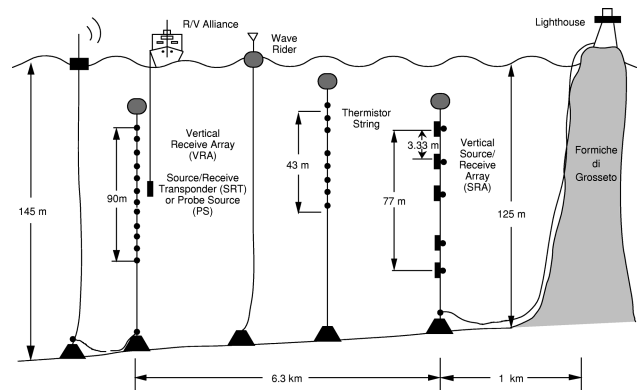 R/V Alliance
Lighthouse
Wave
Rider
Vertical
Receive Array
(VRA)
Source/Receive
Transponder (SRT)
or Probe Source
(PS)
Thermistor
String
3.33 m
Vertical
Source/
Receive
Array
(SRA)
Formiche
di
Grosseto
145 m
90m
43 m
77 m
125 m
6.3 km
1 km